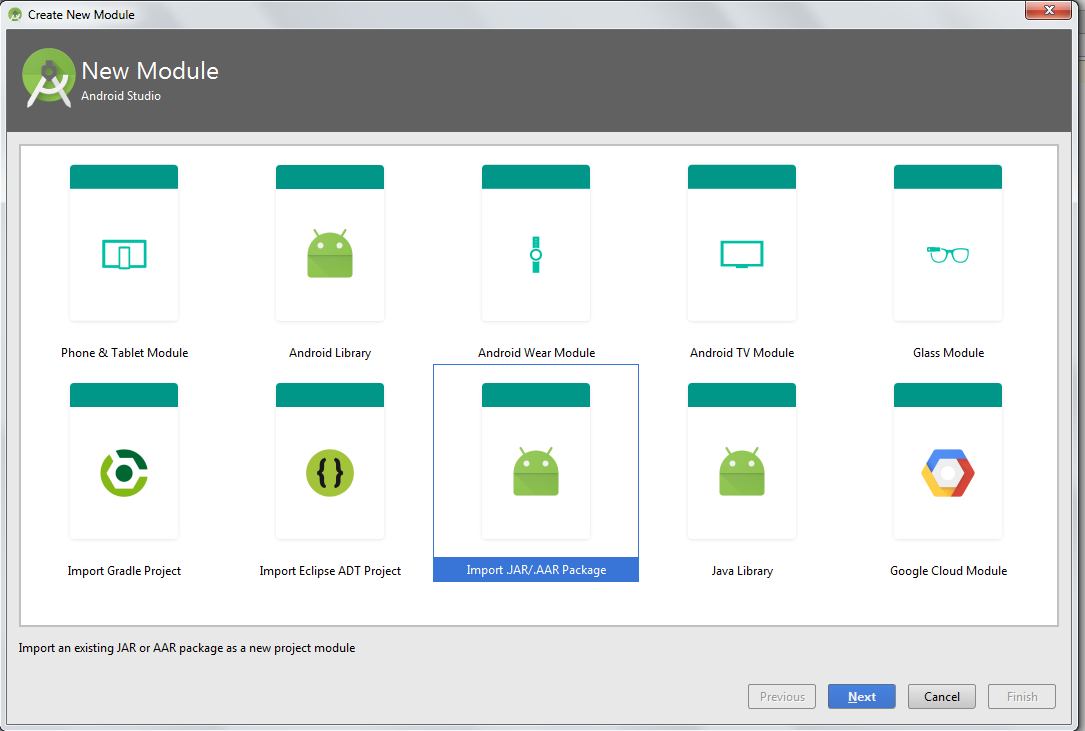 Create New Module
New Module
Android Studio
Phone & Tablet Module
Android Library
Android Wear Module
Android TV Module
Glass Module
{}
Import Gradle Project
Import Eclipse ADT Project
Import .JAR/.AAR Package
Java Library
Google Cloud Module
Import an existing JAR or AAR package as a new project module
Previous
Next
Cancel
Finish